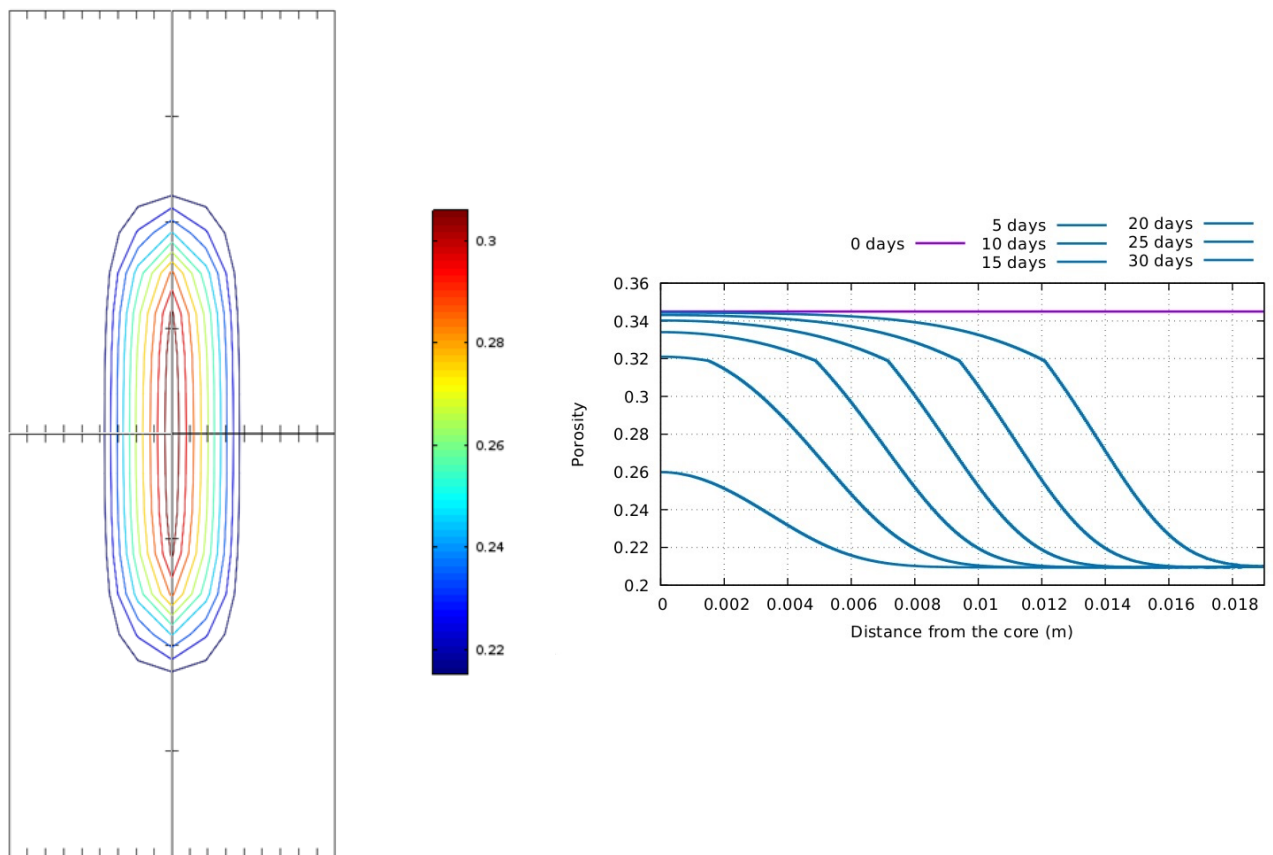 0.3
0.28
0.26
0.24
0.22
0 days
5 days
10 days
15 days
20 days
25 days
30 days
0.36
0.34
0.32
0.3
0.28
0.26
0.24
0.22
0.2
Porosity
0 0.002 0.004 0.006 0.008 0.01 0.012 0.014 0.016 0.018
Distance from the core (m)